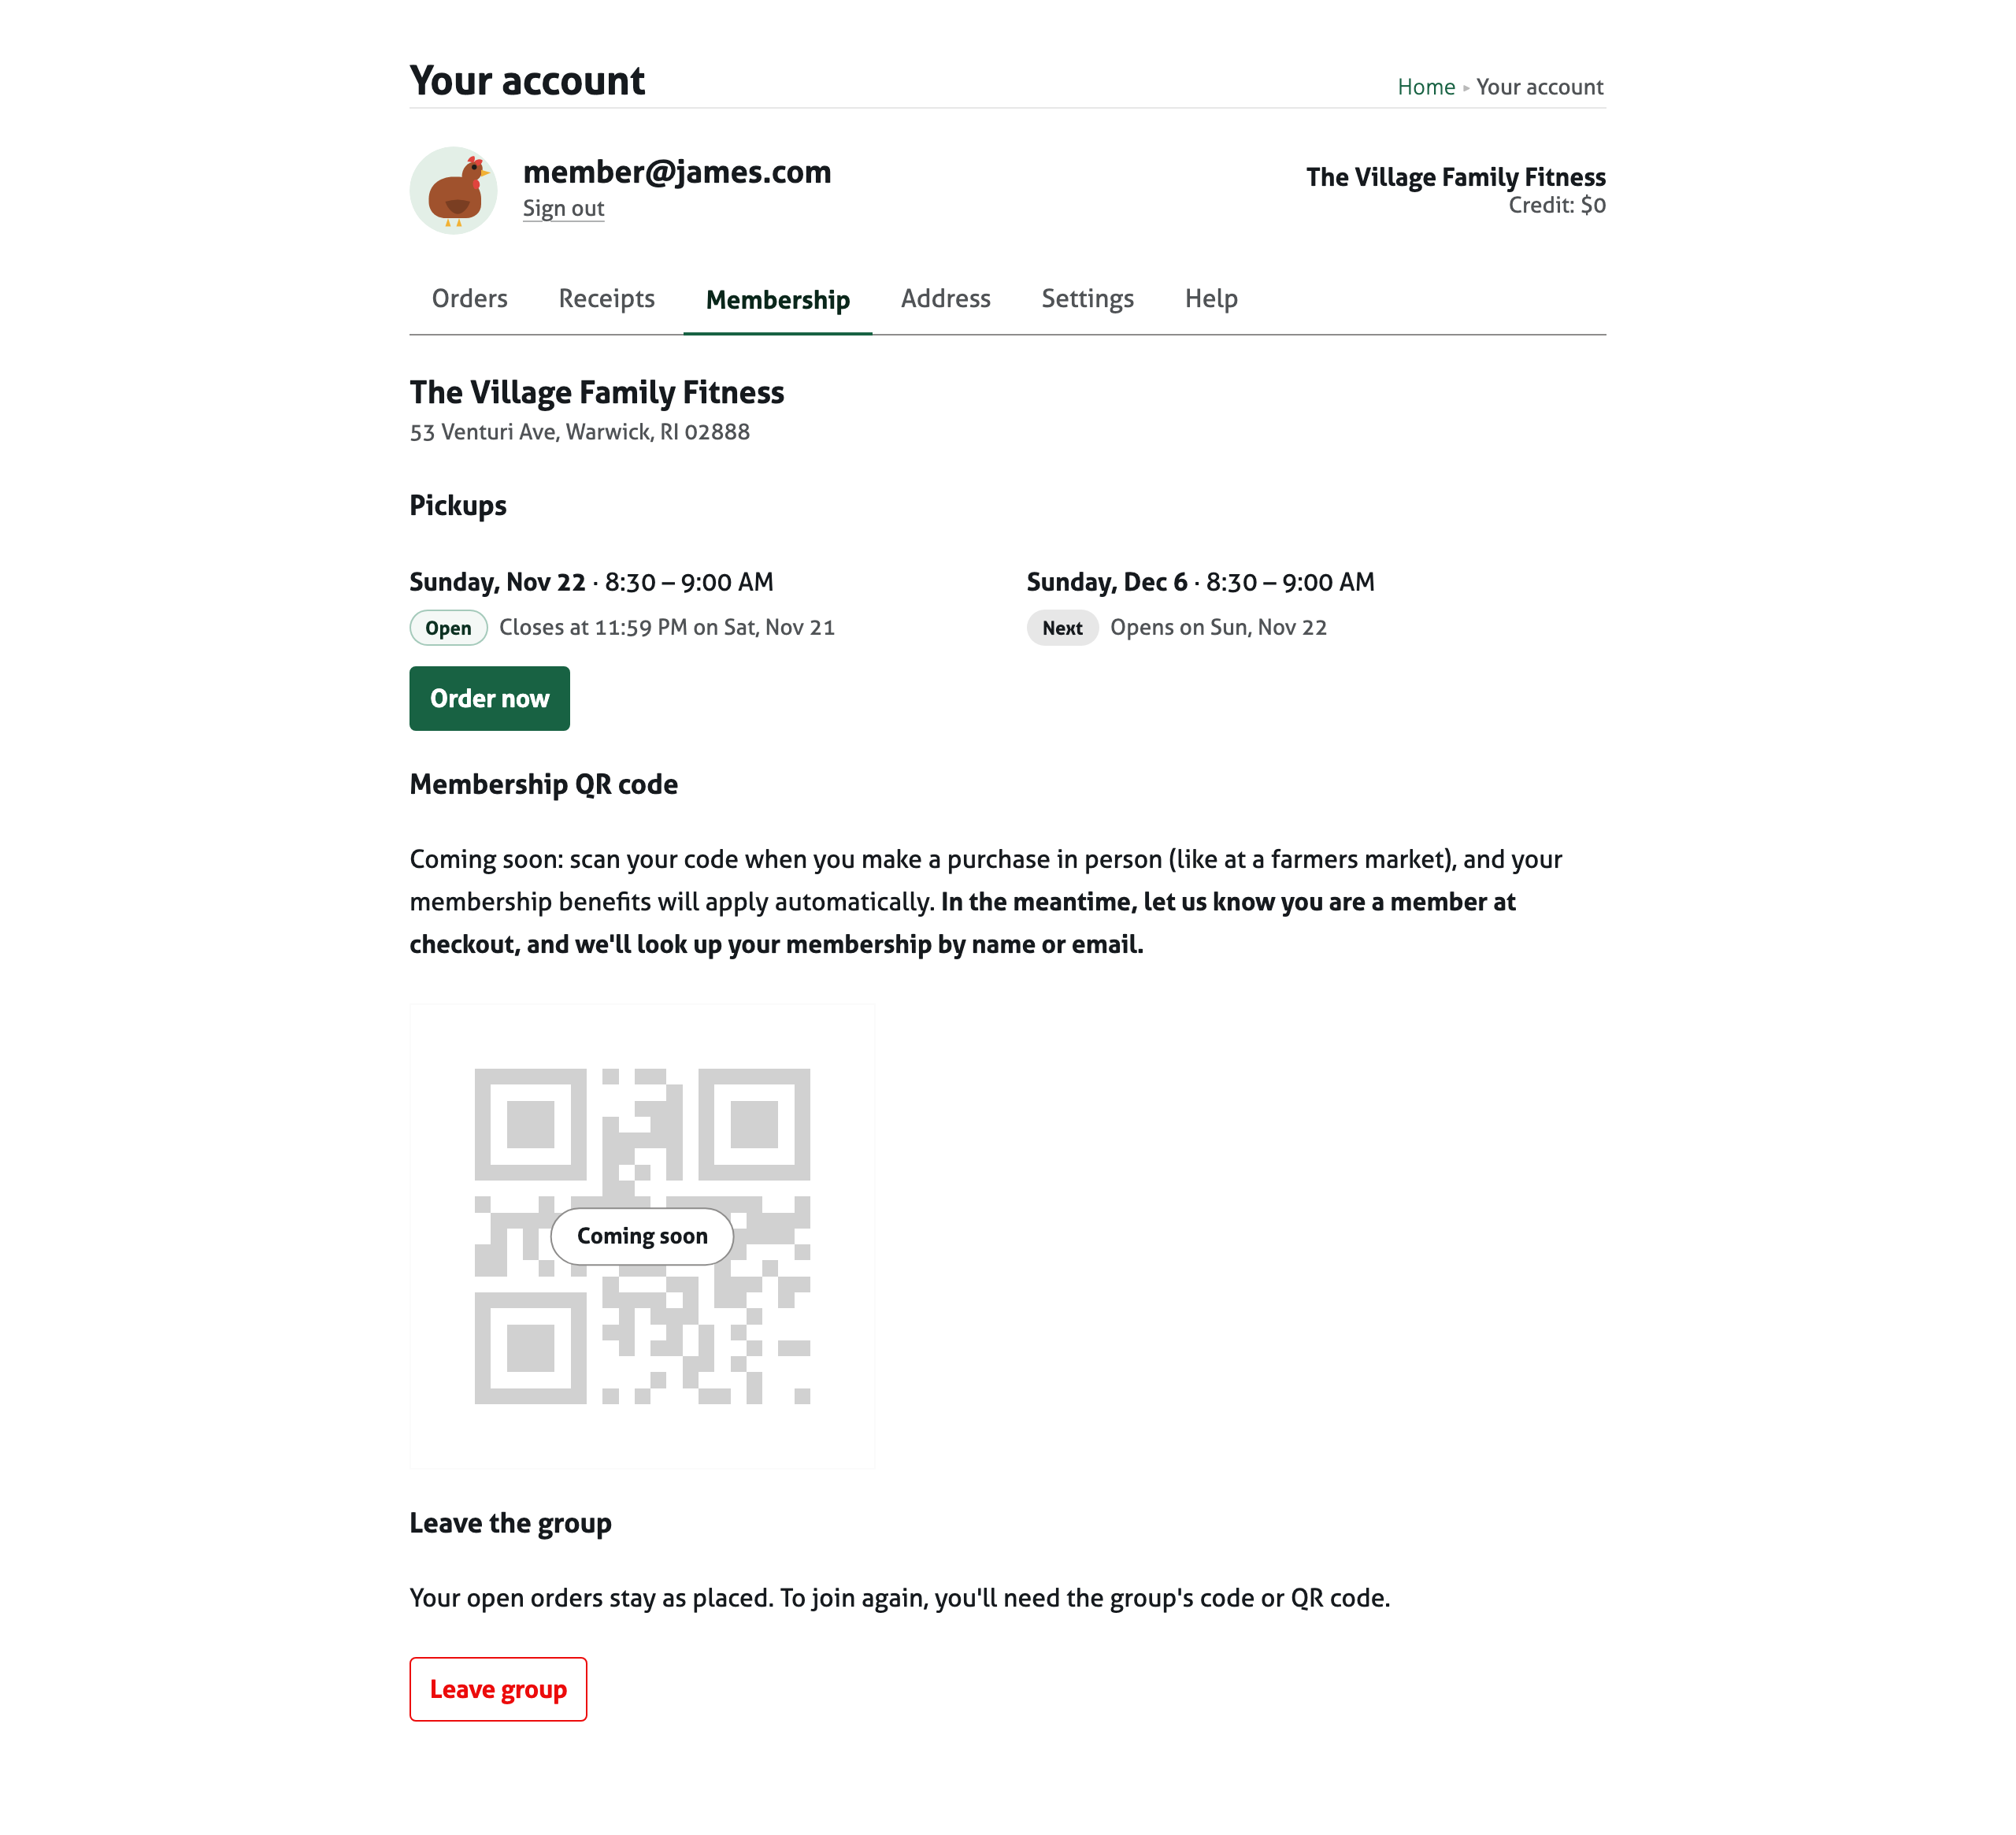 Your account
Home ▸ Your account
member@james.com
Sign out
The Village Family Fitness
Credit: $0
Orders
Receipts
Membership
Address
Settings
Help
The Village Family Fitness
53 Venturi Ave, Warwick, RI 02888
Pickups
Sunday, Nov 22 · 8:30 – 9:00 AM
Open
Closes at 11:59 PM on Sat, Nov 21
Order now
Sunday, Dec 6 · 8:30 – 9:00 AM
Next
Opens on Sun, Nov 22
Membership QR code
Coming soon: scan your code when you make a purchase in person (like at a farmers market), and your
membership benefits will apply automatically. In the meantime, let us know you are a member at
checkout, and we'll look up your membership by name or email.
Coming soon
Leave the group
Your open orders stay as placed. To join again, you'll need the group's code or QR code.
Leave group